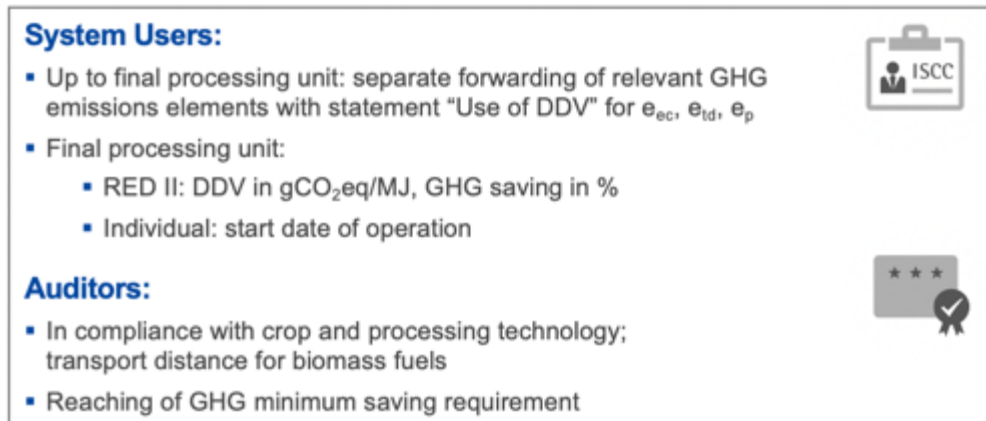 System Users:
▪ Up to final processing unit: separate forwarding of relevant GHG
emissions elements with statement “Use of DDV” for eec, etd, ep
▪ Final processing unit:
▪ RED II: DDV in gCO2eq/MJ, GHG saving in %
▪ Individual: start date of operation
ISCC
Auditors:
▪ In compliance with crop and processing technology;
transport distance for biomass fuels
▪ Reaching of GHG minimum saving requirement